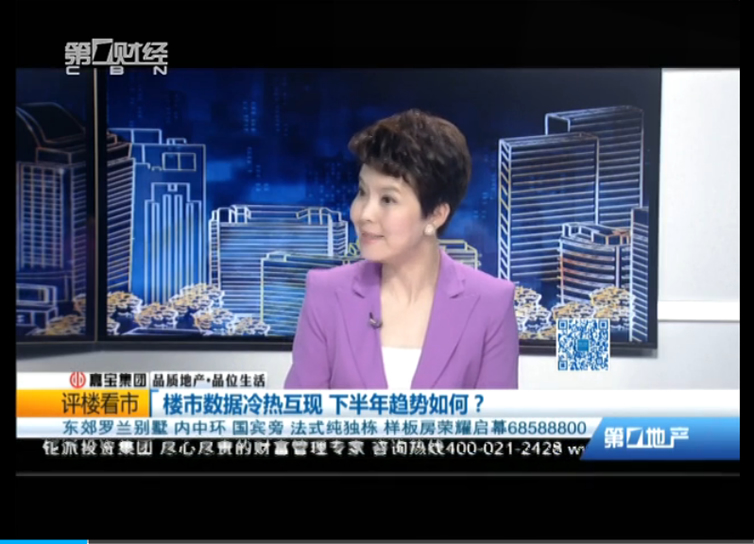 第一财经
CBN
嘉宝集团 品质地产·品位生活
评楼看市 楼市数据冷热互现 下半年趋势如何？
东郊罗兰别墅 内中环 国宾旁 法式纯独栋 样板房荣耀启幕68588800
第一地产
钜派投资集团 尽心尽责的财富管理专家 咨询热线400-021-2428 w